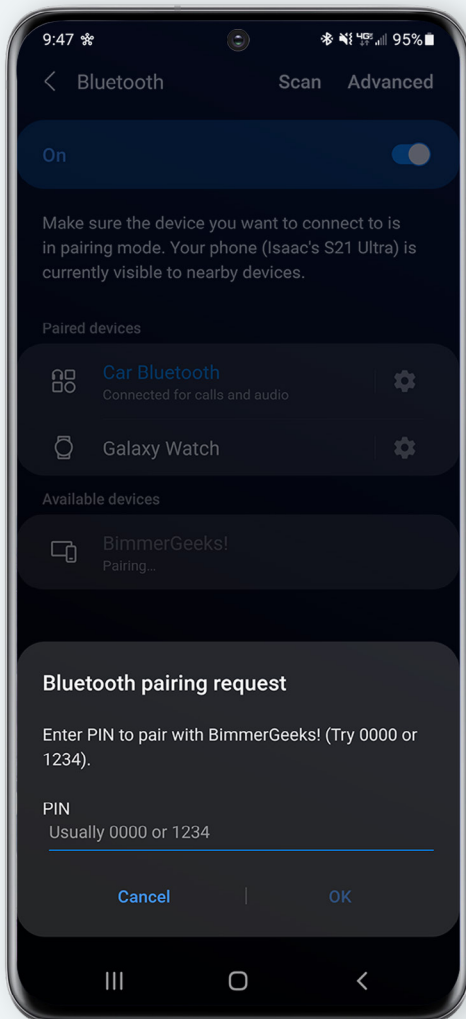 9:47 95%
Bluetooth Scan Advanced
On
Make sure the device you want to connect to is
in pairing mode. Your phone (Isaac's S21 Ultra) is
currently visible to nearby devices.
Paired devices
Car Bluetooth
Connected for calls and audio
Galaxy Watch
Available devices
BimmerGeeks!
Pairing...
Bluetooth pairing request
Enter PIN to pair with BimmerGeeks! (Try 0000 or
1234).
PIN
Usually 0000 or 1234
Cancel OK